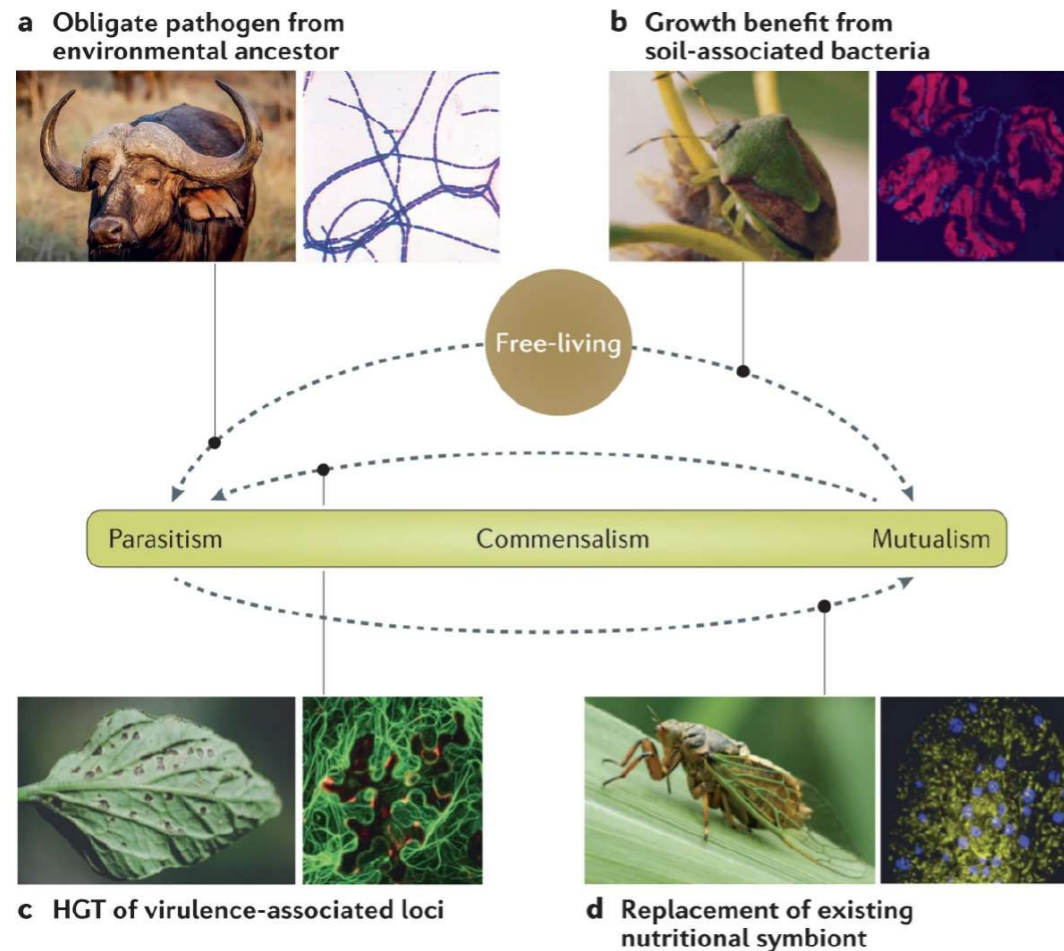 a Obligate pathogen from
environmental ancestor
b Growth benefit from
soil-associated bacteria
Free-living
Parasitism
Commensalism
Mutualism
c HGT of virulence-associated loci
d Replacement of existing
nutritional symbiont